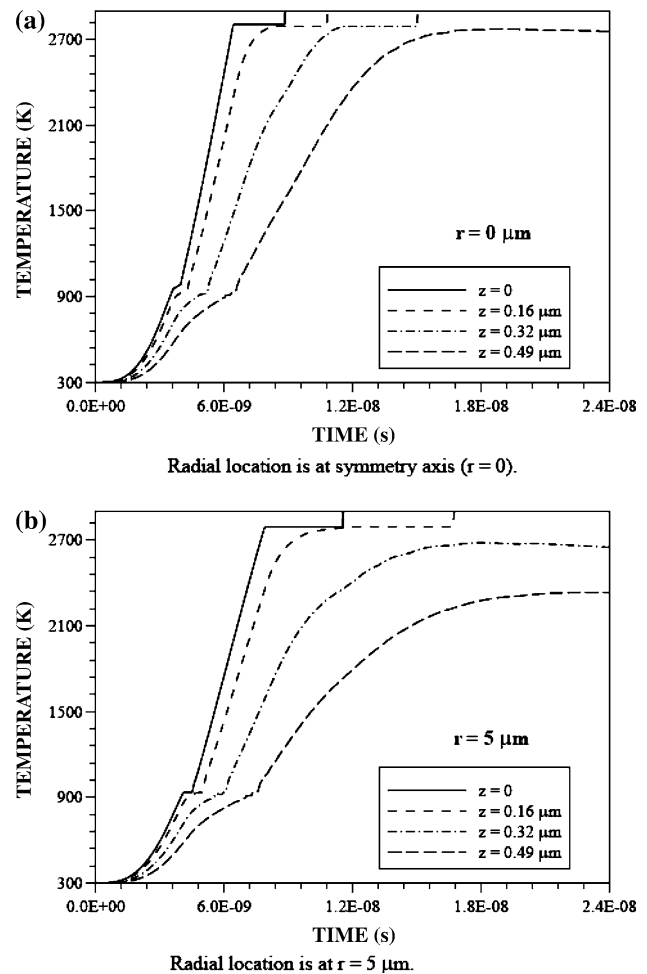 (a)
2700
2100
1500
900
300
TEMPERATURE (K)
r = 0 μm
z = 0
z = 0.16 μm
z = 0.32 μm
z = 0.49 μm
0.0E+00 6.0E-09 1.2E-08 1.8E-08 2.4E-08
TIME (s)
Radial location is at symmetry axis (r = 0).
(b)
2700
2100
1500
900
300
TEMPERATURE (K)
r = 5 μm
z = 0
z = 0.16 μm
z = 0.32 μm
z = 0.49 μm
0.0E+00 6.0E-09 1.2E-08 1.8E-08 2.4E-08
TIME (s)
Radial location is at r = 5 μm.